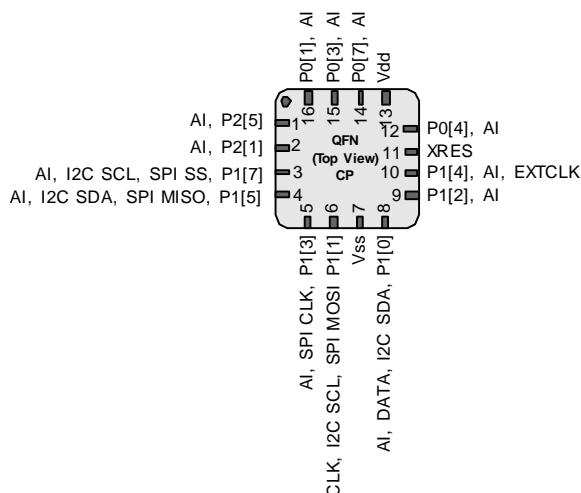 P0[1], AI
P0[3], AI
P0[7], AI
Vdd
16
15
14
13
AI, P2[5]
1
AI, P2[1]
2
AI, I2C SCL, SPI SS, P1[7]
3
AI, I2C SDA, SPI MISO, P1[5]
4
QFN
(Top View)
CP
12
P0[4], AI
11
XRES
10
P1[4], AI, EXTCLK
9
P1[2], AI
5
6
7
8
AI, SPI CLK, P1[3]
CLK, I2C SCL, SPI MOSI P1[1]
Vss
AI, DATA, I2C SDA, P1[0]